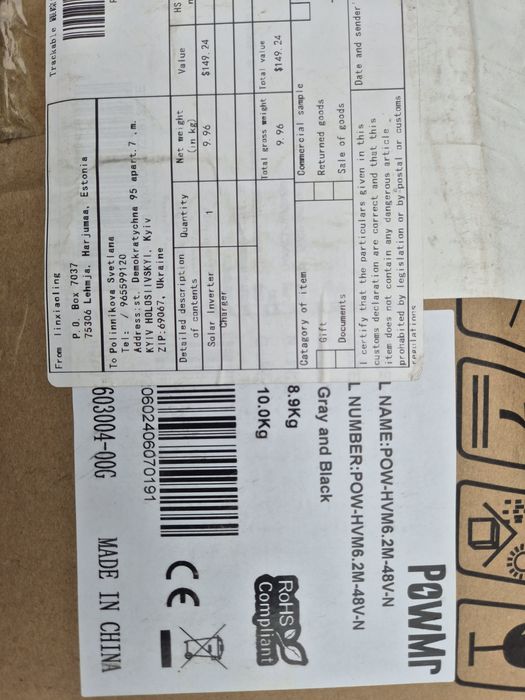 Trackable
From linxiaoling
P. O. Box 7037
75306 Lehmja, Harjumaa, Estonia
To Polinnikova Svetlana
Tel: / 965599120
Address:st. Demokratychna 95 apart.7 .m.
KYIV HOLOSIIVSKYI. Kyiv
ZIP:69067, Ukraine
Detailed description of contents Quantity Net weight (in kg) Value HS
Solar Inverter Charger 1 9.96 $149.24
Total gross weight Total value
9.96 $149.24
Catagory of item Commercial sample
Gift Returned goods
Documents Sale of goods
I certify that the particulars given in this
customs declaration are correct and that this
item does not contain any dangerous article
prohabited by legislation or by postal or customs
regulations
Date and sender'
POWMr
L NAME:POW-HVM6.2M-48V-N
L NUMBER:POW-HVM6.2M-48V-N
Gray and Black
8.9Kg
10.0Kg
RoHS
Compliant
0602406070191
CE
603004-00G
MADE IN CHINA